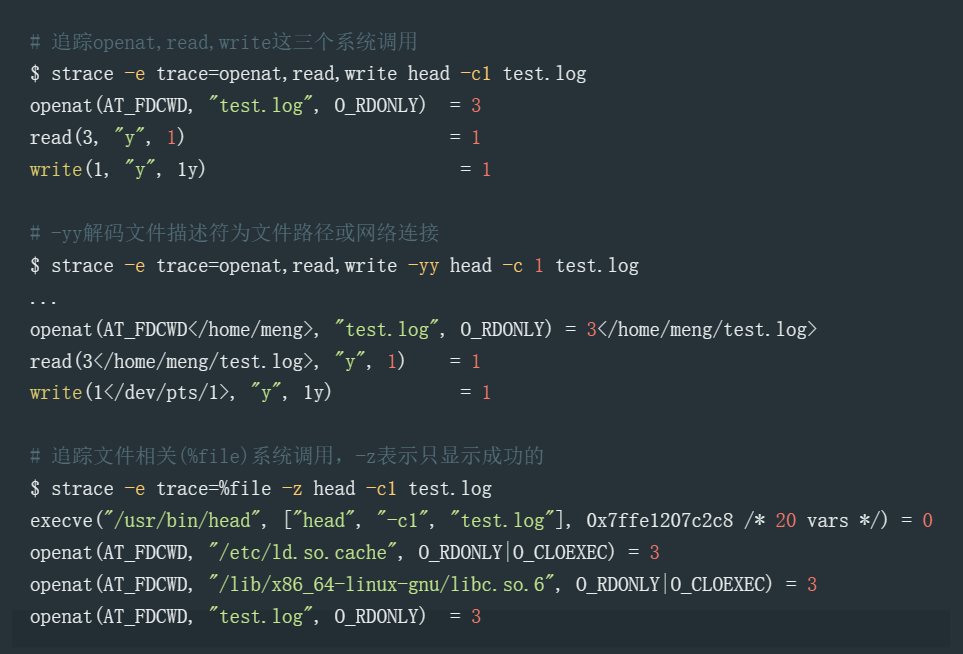 # 追踪openat,read,write这三个系统调用
$ strace -e trace=openat,read,write head -c1 test.log
openat(AT_FDCWD, "test.log", O_RDONLY)  = 3
read(3, "y", 1)                         = 1
write(1, "y", 1y)                        = 1
# -yy解码文件描述符为文件路径或网络连接
$ strace -e trace=openat,read,write -yy head -c 1 test.log
...
openat(AT_FDCWD</home/meng>, "test.log", O_RDONLY) = 3</home/meng/test.log>
read(3</home/meng/test.log>, "y", 1)    = 1
write(1</dev/pts/1>, "y", 1y)            = 1
# 追踪文件相关(%file)系统调用，-z表示只显示成功的
$ strace -e trace=%file -z head -c1 test.log
execve("/usr/bin/head", ["head", "-c1", "test.log"], 0x7ffe1207c2c8 /* 20 vars */) = 0
openat(AT_FDCWD, "/etc/ld.so.cache", O_RDONLY|O_CLOEXEC) = 3
openat(AT_FDCWD, "/lib/x86_64-linux-gnu/libc.so.6", O_RDONLY|O_CLOEXEC) = 3
openat(AT_FDCWD, "test.log", O_RDONLY)  = 3